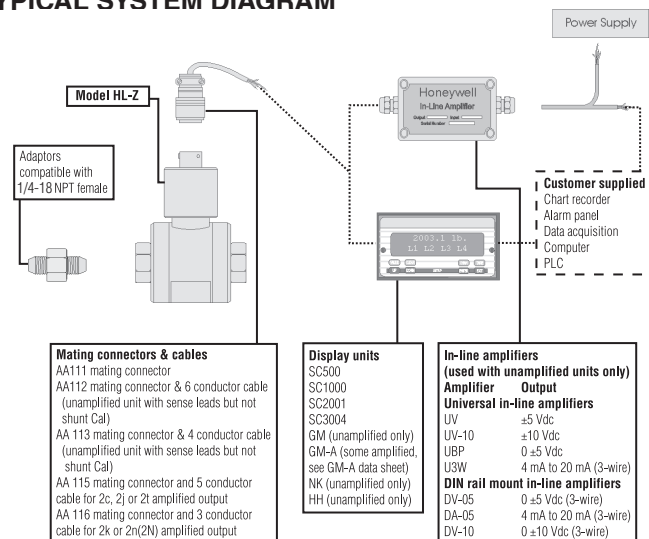 TYPICAL SYSTEM DIAGRAM
Power Supply
Model HL-Z
Honeywell
In-Line Amplifier
Output Input
Serial Number
Adaptors
compatible with
1/4-18 NPT female
2003.1 lb.
L1 L2 L3 L4
Customer supplied
Chart recorder
Alarm panel
Data acquisition
Computer
PLC
Mating connectors & cables
AA111 mating connector
AA112 mating connector & 6 conductor cable
(unamplified unit with sense leads but not
shunt Cal)
AA 113 mating connector & 4 conductor cable
(unamplified unit with sense leads but not
shunt Cal)
AA 115 mating connector and 5 conductor
cable for 2c, 2j or 2t amplified output
AA 116 mating connector and 3 conductor
cable for 2k or 2n(2N) amplified output
Display units
SC500
SC1000
SC2001
SC3004
GM (unamplified only)
GM-A (some amplified,
see GM-A data sheet)
NK (unamplified only)
HH (unamplified only)
In-line amplifiers
(used with unamplified units only)
Amplifier Output
Universal in-line amplifiers
UV ±5 Vdc
UV-10 ±10 Vdc
UBP 0 ±5 Vdc
U3W 4 mA to 20 mA (3-wire)
DIN rail mount in-line amplifiers
DV-05 0 ±5 Vdc (3-wire)
DA-05 4 mA to 20 mA (3-wire)
DV-10 0 ±10 Vdc (3-wire)